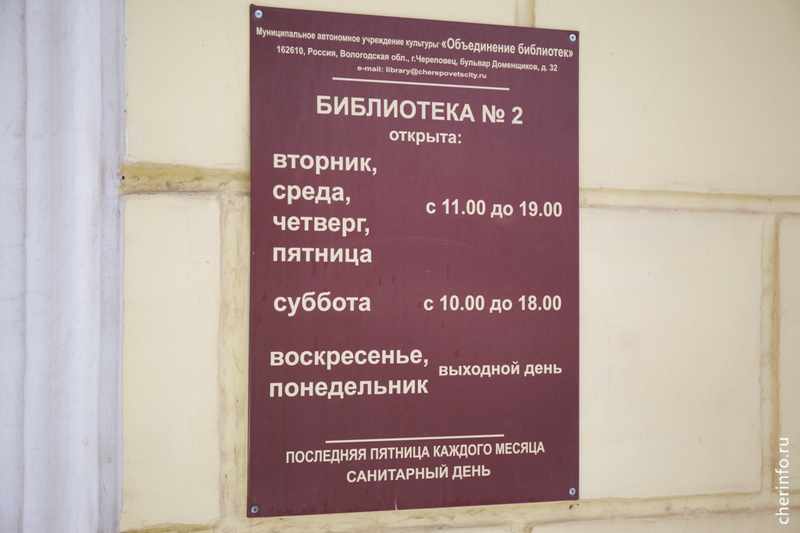 Муниципальное автономное учреждение культуры «Объединение библиотек»
162610, Россия, Вологодская обл., г.Череповец, бульвар Доменщиков, д. 32
e-mail: library@cherepovetscity.ru
БИБЛИОТЕКА № 2
открыта:
вторник,
среда,
четверг,
пятница
с 11.00 до 19.00
суббота с 10.00 до 18.00
воскресенье,
понедельник
выходной день
ПОСЛЕДНЯЯ ПЯТНИЦА КАЖДОГО МЕСЯЦА
САНИТАРНЫЙ ДЕНЬ
cherinfo.ru